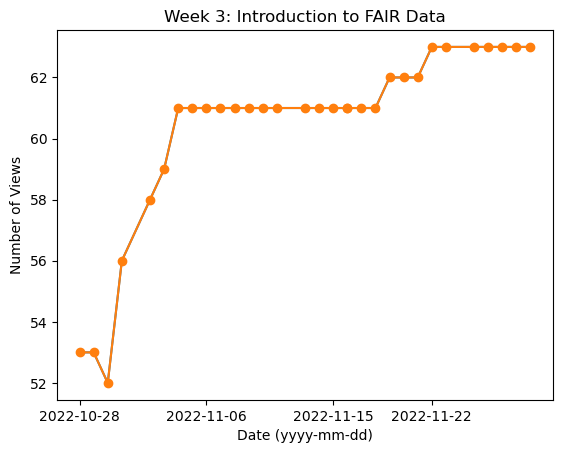 Week 3: Introduction to FAIR Data
Number of Views
62
60
58
56
54
52
2022-10-28 2022-11-06 2022-11-15 2022-11-22
Date (yyyy-mm-dd)